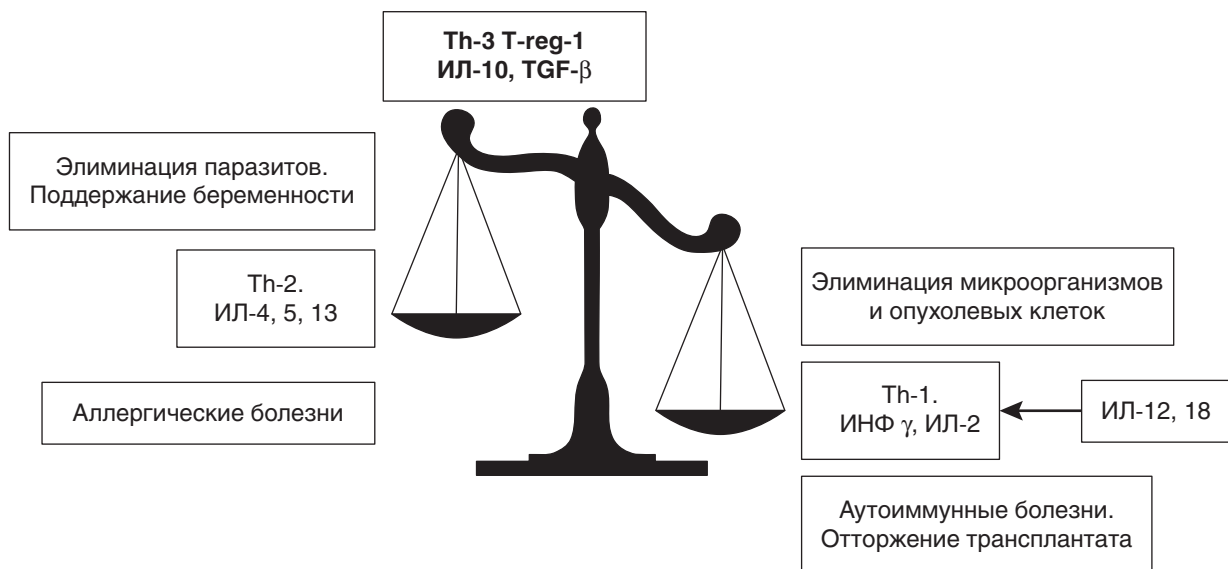 Th-3 T-reg-1
ИЛ-10, TGF-β
Элиминация паразитов.
Поддержание беременности
Th-2.
ИЛ-4, 5, 13
Аллергические болезни
Элиминация микроорганизмов
и опухолевых клеток
Th-1.
ИНФ γ, ИЛ-2
ИЛ-12, 18
Аутоиммунные болезни.
Отторжение трансплантата